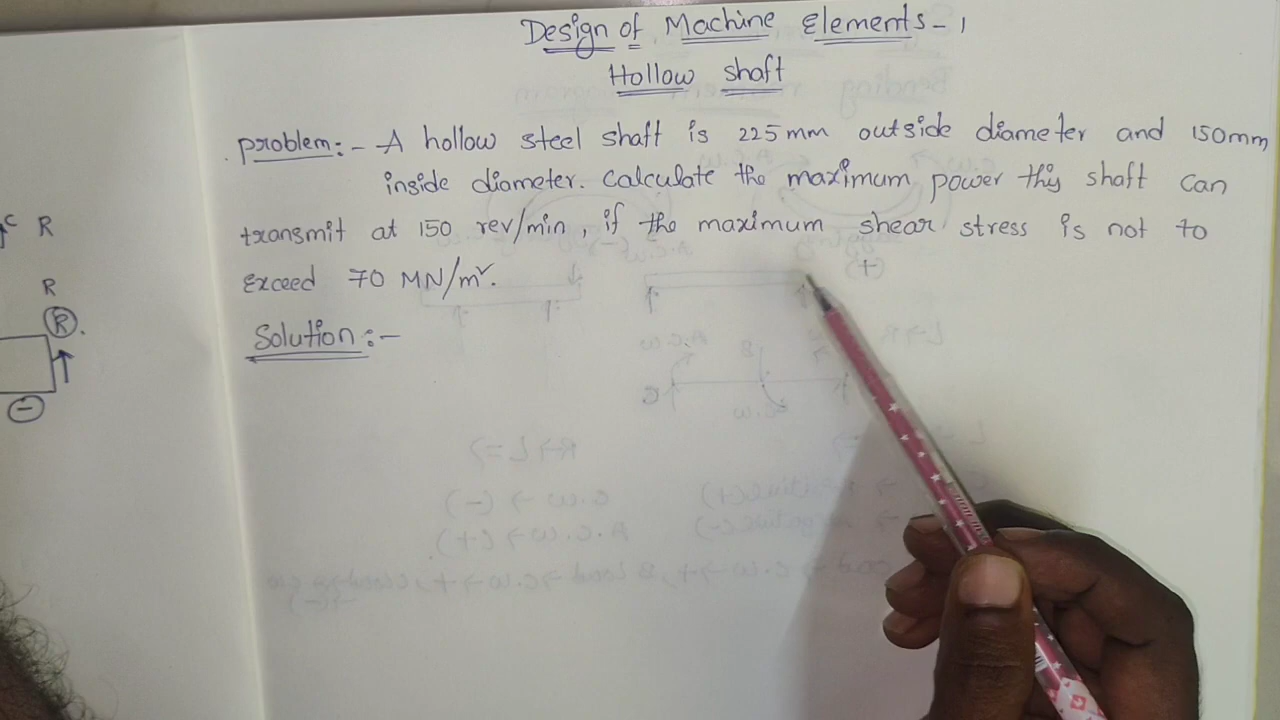 Design of Machine Elements-1
Hollow shaft
problem:- A hollow steel shaft is 225mm outside diameter and 150mm
inside diameter. Calculate the maximum power this shaft can
transmit at 150 rev/min, if the maximum shear stress is not to
exceed 70 MN/m².
Solution:-
C R
R
R